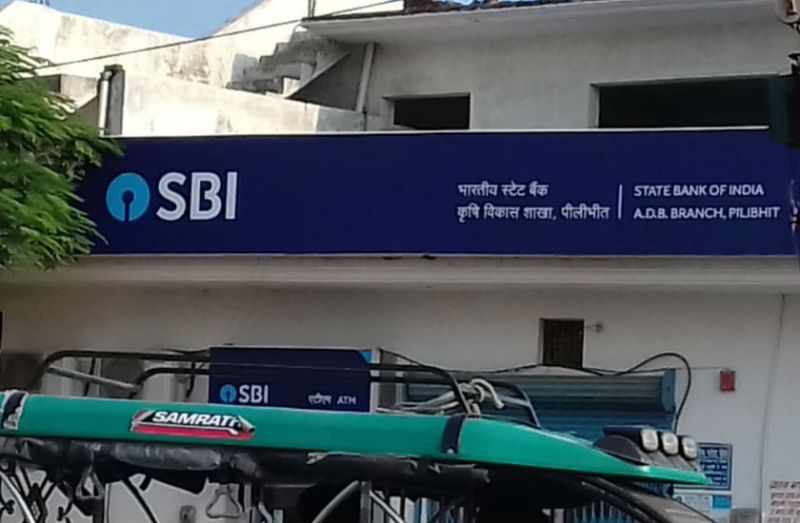 SBI
भारतीय स्टेट बैंक
कृषि विकास शाखा, पीलीभीत
STATE BANK OF INDIA
A.D.B. BRANCH, PILIBHIT
SBI
एटीएम ATM
SAMRAT